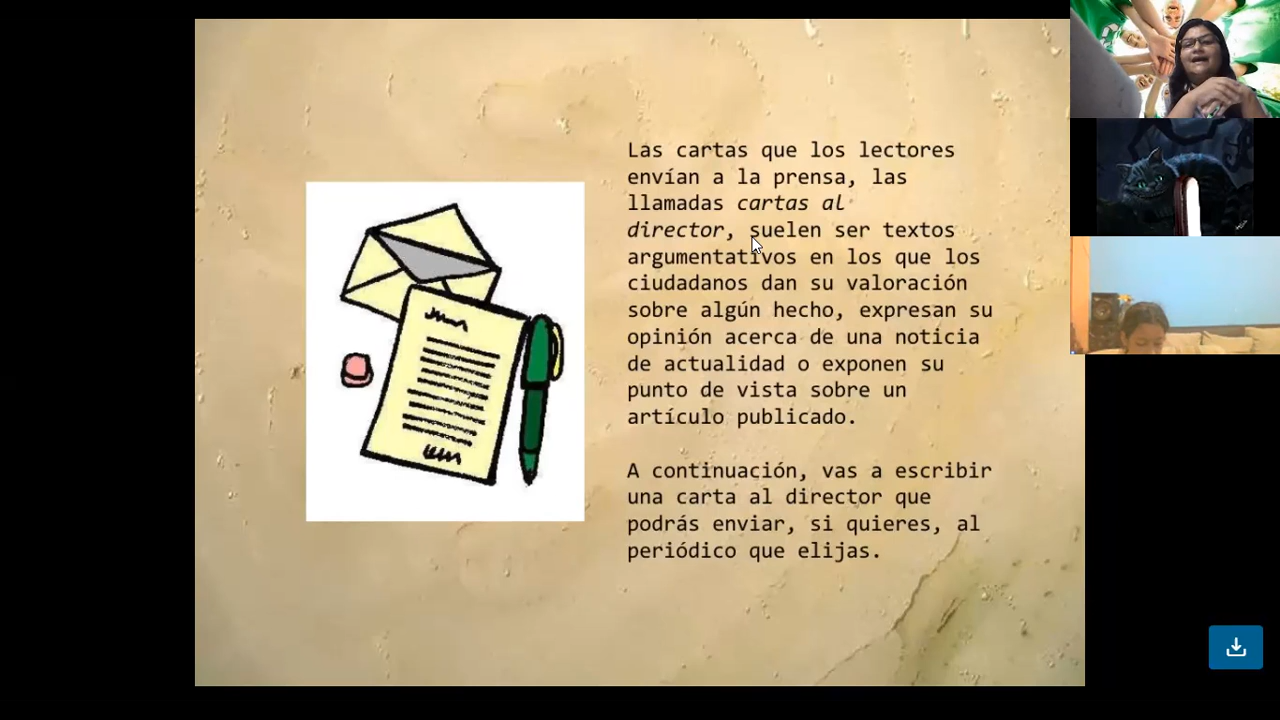 Las cartas que los lectores
envían a la prensa, las
llamadas cartas al
director, suelen ser textos
argumentativos en los que los
ciudadanos dan su valoración
sobre algún hecho, expresan su
opinión acerca de una noticia
de actualidad o exponen su
punto de vista sobre un
artículo publicado.
A continuación, vas a escribir
una carta al director que
podrás enviar, si quieres, al
periódico que elijas.